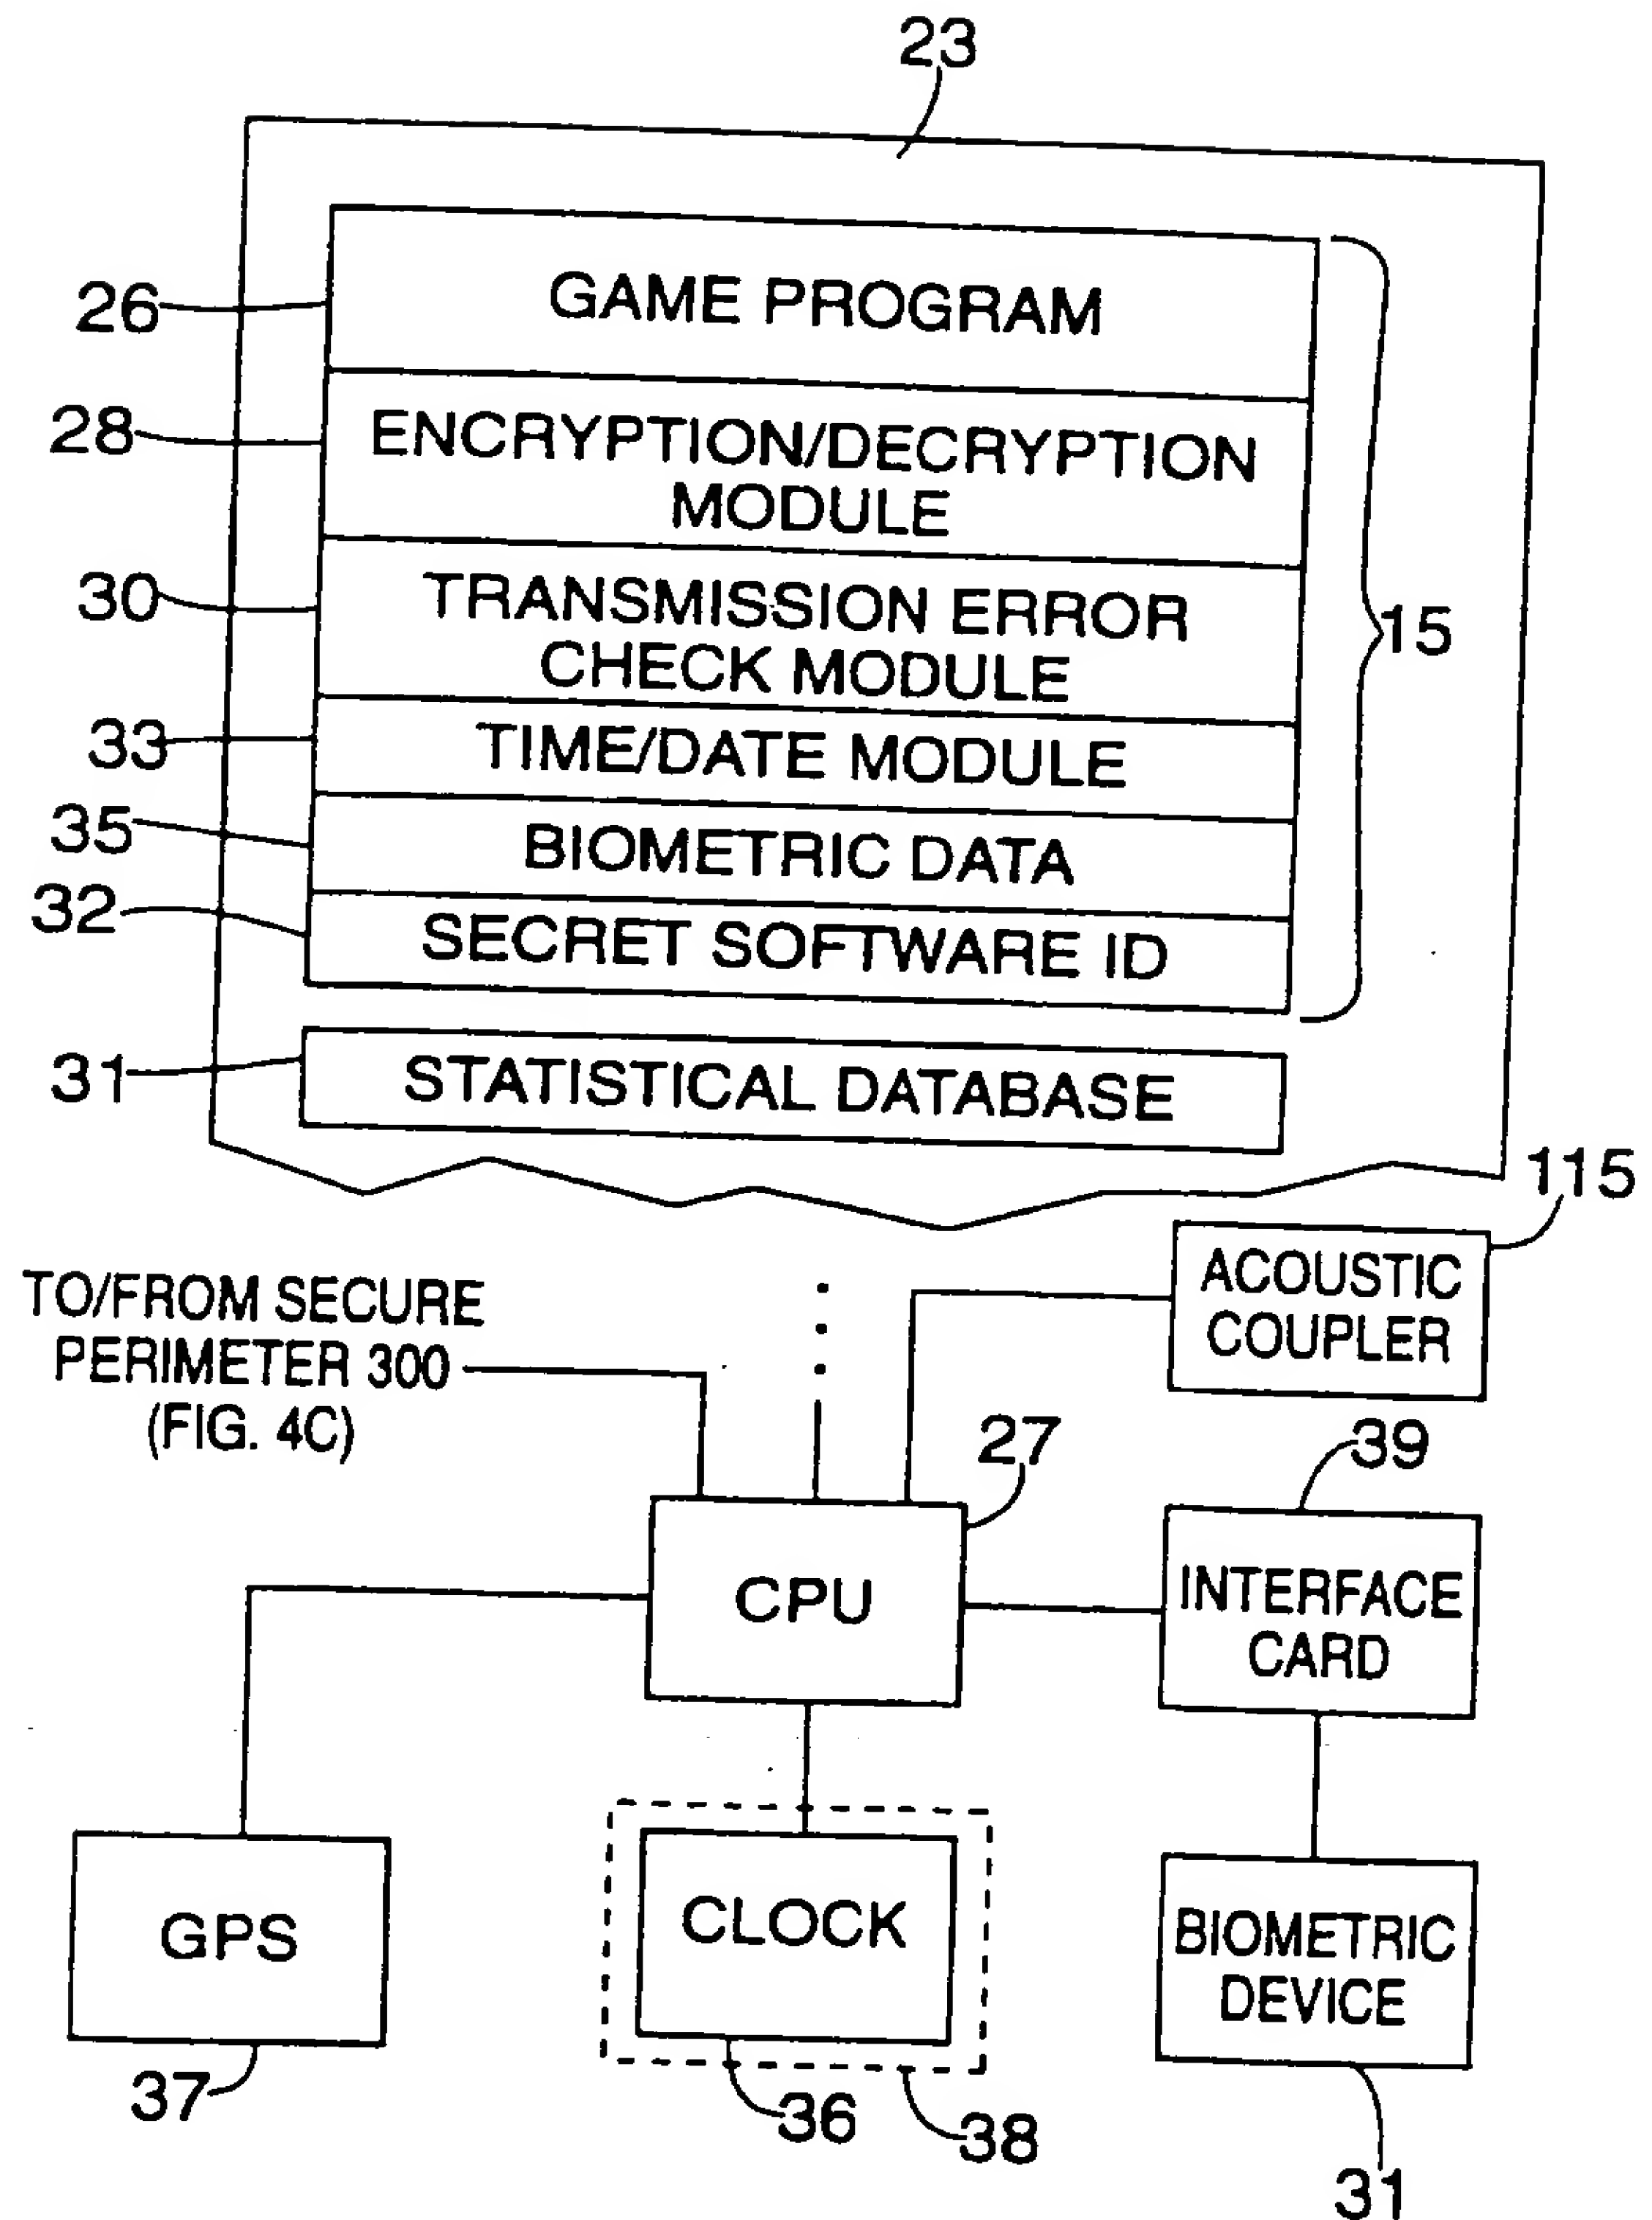 23
26
GAME PROGRAM
28
ENCRYPTION/DECRYPTION
MODULE
30
TRANSMISSION ERROR
CHECK MODULE
15
33
TIME/DATE MODULE
35
BIOMETRIC DATA
32
SECRET SOFTWARE ID
31
STATISTICAL DATABASE
115
ACOUSTIC
COUPLER
TO/FROM SECURE
PERIMETER 300
(FIG. 4C)
27
39
CPU
INTERFACE
CARD
GPS
CLOCK
BIOMETRIC
DEVICE
37
36
38
31